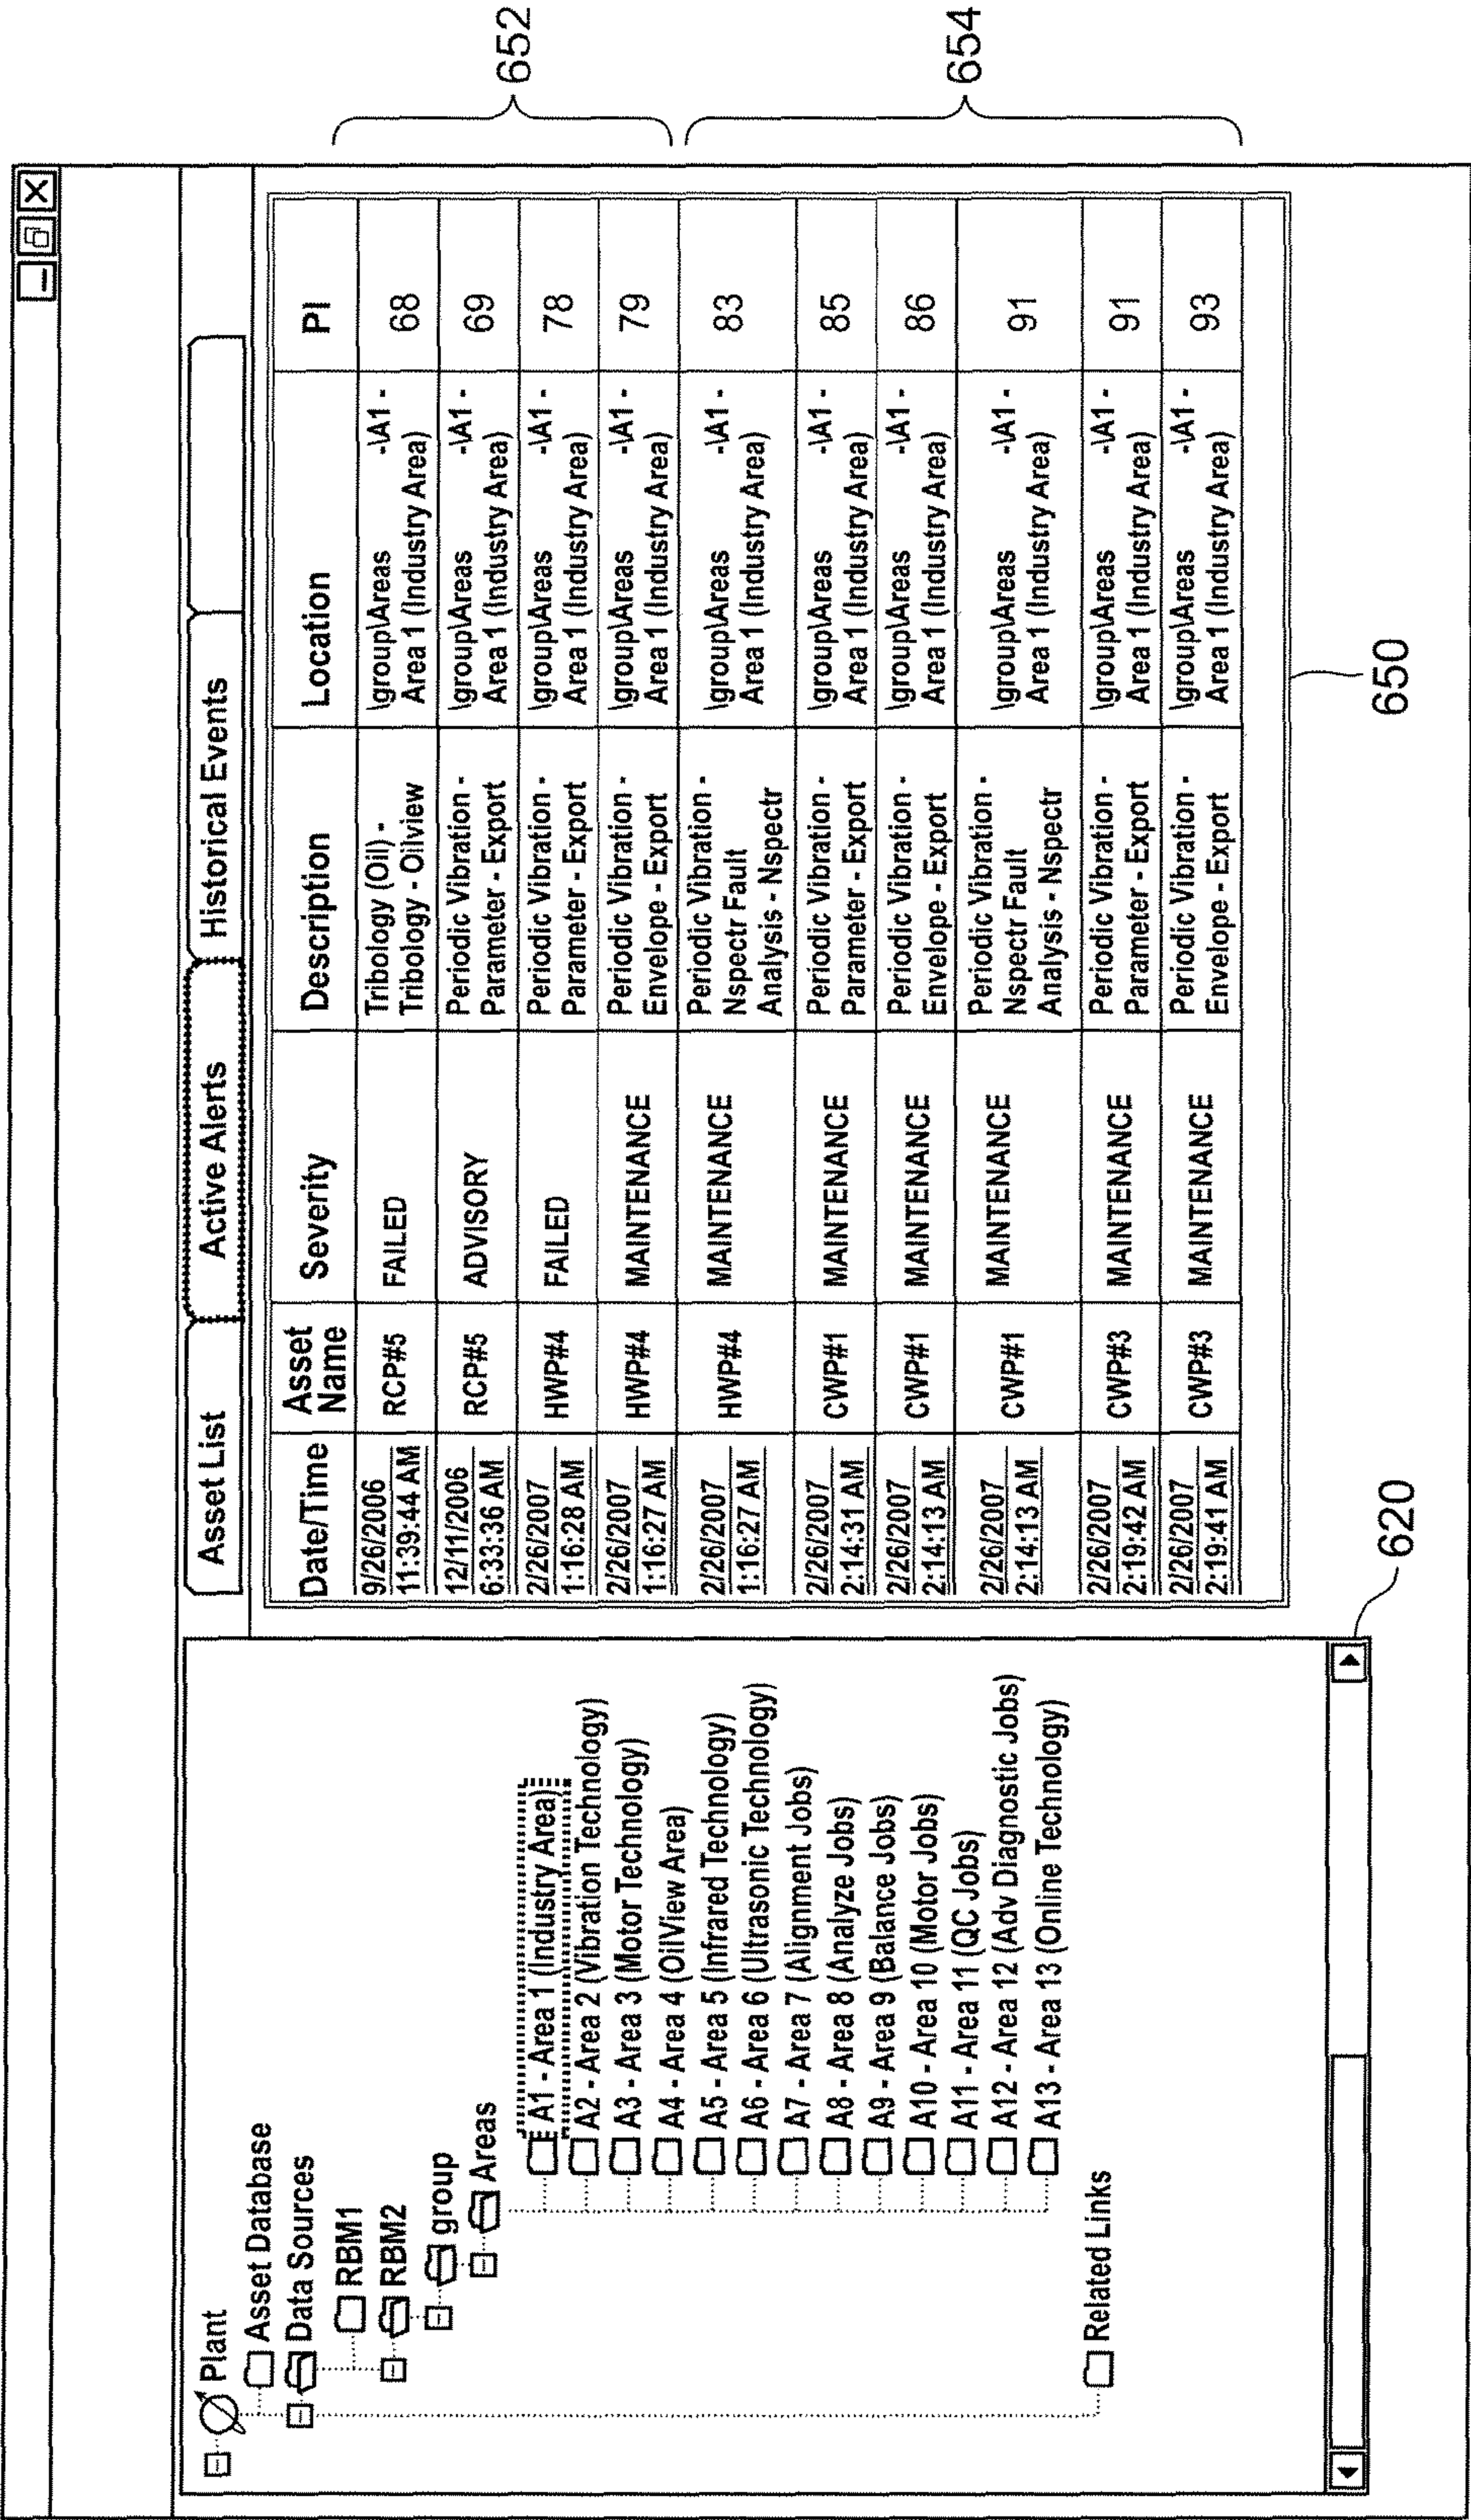 Plant
Asset Database
Data Sources
RBM1
RBM2
group
Areas
A1 - Area 1 (Industry Area)
A2 - Area 2 (Vibration Technology)
A3 - Area 3 (Motor Technology)
A4 - Area 4 (OilView Area)
A5 - Area 5 (Infrared Technology)
A6 - Area 6 (Ultrasonic Technology)
A7 - Area 7 (Alignment Jobs)
A8 - Area 8 (Analyze Jobs)
A9 - Area 9 (Balance Jobs)
A10 - Area 10 (Motor Jobs)
A11 - Area 11 (QC Jobs)
A12 - Area 12 (Adv Diagnostic Jobs)
A13 - Area 13 (Online Technology)
Related Links
620
Asset List Active Alerts Historical Events
Date/Time Asset Name Severity Description Location PI
9/26/2006 Tribology (Oil) - \group\Areas -\A1 -
11:39:44 AM RCP#5 FAILED Tribology - Oilview Area 1 (Industry Area) 68
12/11/2006 Periodic Vibration - \group\Areas -\A1 -
6:33:36 AM RCP#5 ADVISORY Parameter - Export Area 1 (Industry Area) 69
2/26/2007 Periodic Vibration - \group\Areas -\A1 -
1:16:28 AM HWP#4 FAILED Parameter - Export Area 1 (Industry Area) 78
2/26/2007 Periodic Vibration - \group\Areas -\A1 -
1:16:27 AM HWP#4 MAINTENANCE Envelope - Export Area 1 (Industry Area) 79
2/26/2007 Periodic Vibration - \group\Areas -\A1 -
1:16:27 AM HWP#4 MAINTENANCE Nspectr Fault Area 1 (Industry Area) 83
Analysis - Nspectr
2/26/2007 Periodic Vibration - \group\Areas -\A1 -
2:14:31 AM CWP#1 MAINTENANCE Parameter - Export Area 1 (Industry Area) 85
2/26/2007 Periodic Vibration - \group\Areas -\A1 -
2:14:13 AM CWP#1 MAINTENANCE Envelope - Export Area 1 (Industry Area) 86
2/26/2007 Periodic Vibration - \group\Areas -\A1 -
2:14:13 AM CWP#1 MAINTENANCE Nspectr Fault Area 1 (Industry Area) 91
Analysis - Nspectr
2/26/2007 Periodic Vibration - \group\Areas -\A1 -
2:19:42 AM CWP#3 MAINTENANCE Parameter - Export Area 1 (Industry Area) 91
2/26/2007 Periodic Vibration - \group\Areas -\A1 -
2:19:41 AM CWP#3 MAINTENANCE Envelope - Export Area 1 (Industry Area) 93
650
652
654